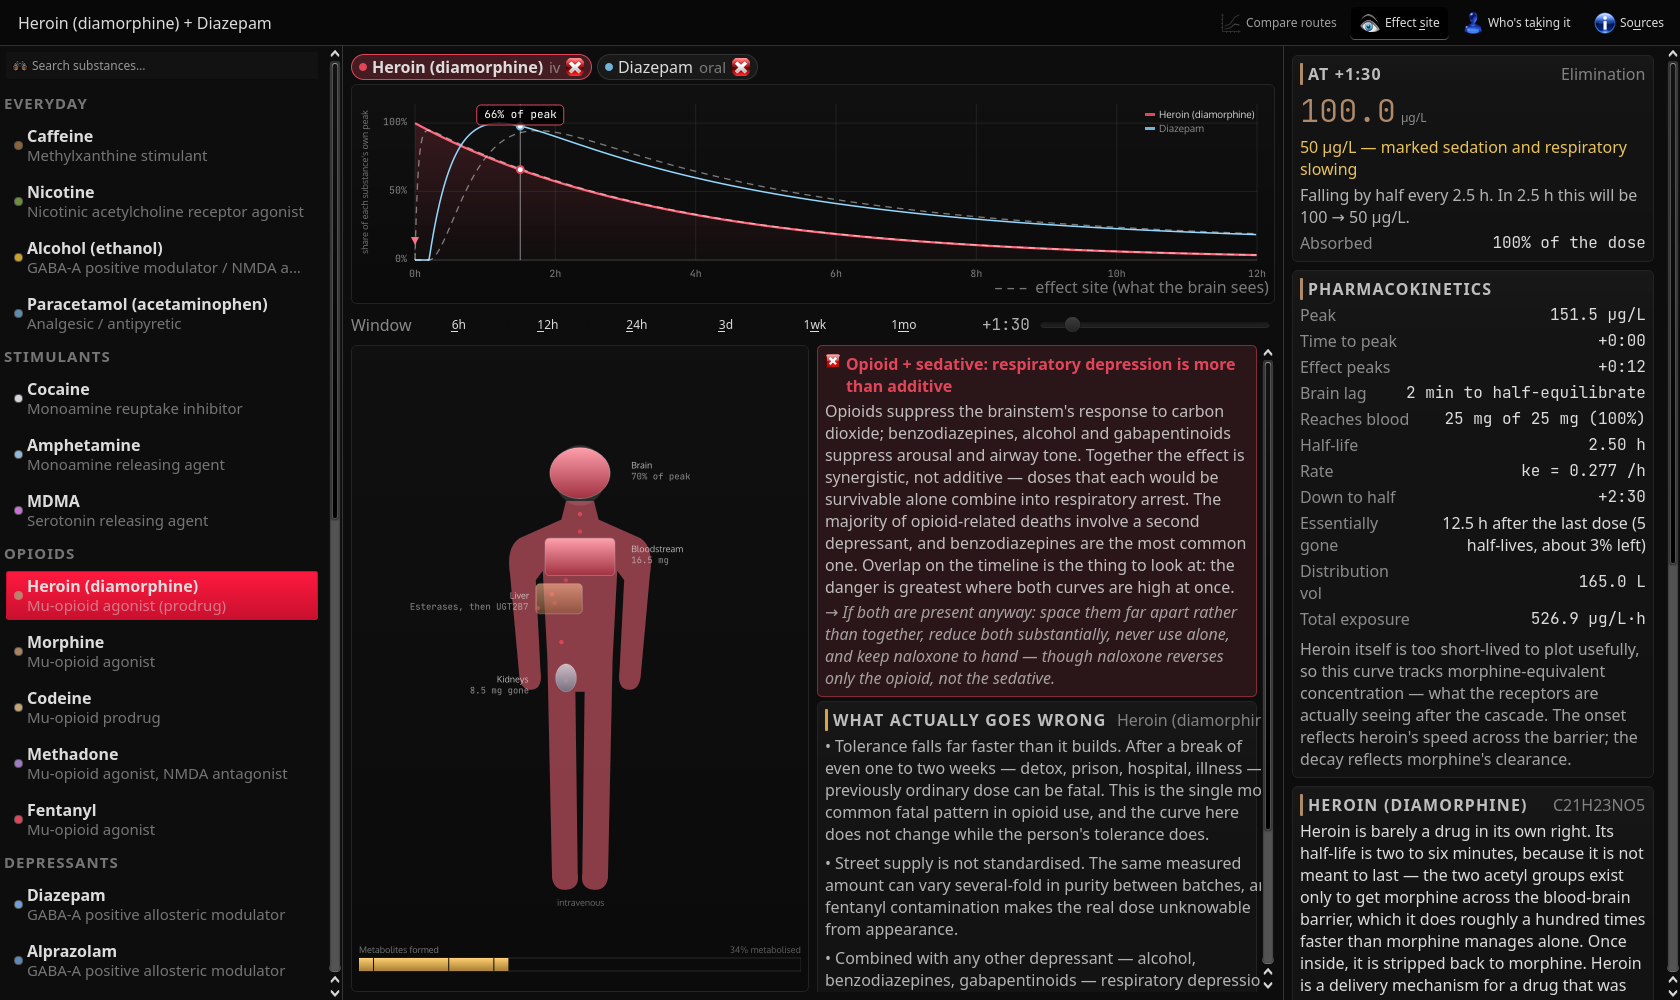 Heroin (diamorphine) + Diazepam
Compare routes
Effect site
Who's taking it
Sources
Search substances...
EVERYDAY
Caffeine
Methylxanthine stimulant
Nicotine
Nicotinic acetylcholine receptor agonist
Alcohol (ethanol)
GABA-A positive modulator / NMDA a...
Paracetamol (acetaminophen)
Analgesic / antipyretic
STIMULANTS
Cocaine
Monoamine reuptake inhibitor
Amphetamine
Monoamine releasing agent
MDMA
Serotonin releasing agent
OPIOIDS
Heroin (diamorphine)
Mu-opioid agonist (prodrug)
Morphine
Mu-opioid agonist
Codeine
Mu-opioid prodrug
Methadone
Mu-opioid agonist, NMDA antagonist
Fentanyl
Mu-opioid agonist
DEPRESSANTS
Diazepam
GABA-A positive allosteric modulator
Alprazolam
GABA-A positive allosteric modulator
Heroin (diamorphine) iv
Diazepam oral
share of each substance's own peak
100%
50%
0%
66% of peak
Heroin (diamorphine)
Diazepam
0h 2h 4h 6h 8h 10h 12h
--- effect site (what the brain sees)
Window 6h 12h 24h 3d 1wk 1mo +1:30
Brain
70% of peak
Bloodstream
16.5 mg
Liver
Esterases, then UGT2B7
Kidneys
8.5 mg gone
intravenous
Metabolites formed 34% metabolised
Opioid + sedative: respiratory depression is more
than additive
Opioids suppress the brainstem's response to carbon
dioxide; benzodiazepines, alcohol and gabapentinoids
suppress arousal and airway tone. Together the effect is
synergistic, not additive — doses that each would be
survivable alone combine into respiratory arrest. The
majority of opioid-related deaths involve a second
depressant, and benzodiazepines are the most common
one. Overlap on the timeline is the thing to look at: the
danger is greatest where both curves are high at once.
→ If both are present anyway: space them far apart rather
than together, reduce both substantially, never use alone,
and keep naloxone to hand — though naloxone reverses
only the opioid, not the sedative.
WHAT ACTUALLY GOES WRONG Heroin (diamorphir
• Tolerance falls far faster than it builds. After a break of
even one to two weeks — detox, prison, hospital, illness —
previously ordinary dose can be fatal. This is the single mo
common fatal pattern in opioid use, and the curve here
does not change while the person's tolerance does.
• Street supply is not standardised. The same measured
amount can vary several-fold in purity between batches, ar
fentanyl contamination makes the real dose unknowable
from appearance.
• Combined with any other depressant — alcohol,
benzodiazepines, gabapentinoids — respiratory depressio
AT +1:30 Elimination
100.0 µg/L
50 µg/L — marked sedation and respiratory
slowing
Falling by half every 2.5 h. In 2.5 h this will be
100 → 50 µg/L.
Absorbed 100% of the dose
PHARMACOKINETICS
Peak 151.5 µg/L
Time to peak +0:00
Effect peaks +0:12
Brain lag 2 min to half-equilibrate
Reaches blood 25 mg of 25 mg (100%)
Half-life 2.50 h
Rate ke = 0.277 /h
Down to half +2:30
Essentially gone 12.5 h after the last dose (5
half-lives, about 3% left)
Distribution vol 165.0 L
Total exposure 526.9 µg/L·h
Heroin itself is too short-lived to plot usefully,
so this curve tracks morphine-equivalent
concentration — what the receptors are
actually seeing after the cascade. The onset
reflects heroin's speed across the barrier; the
decay reflects morphine's clearance.
HEROIN (DIAMORPHINE) C21H23NO5
Heroin is barely a drug in its own right. Its
half-life is two to six minutes, because it is not
meant to last — the two acetyl groups exist
only to get morphine across the blood-brain
barrier, which it does roughly a hundred times
faster than morphine manages alone. Once
inside, it is stripped back to morphine. Heroin
is a delivery mechanism for a drug that was